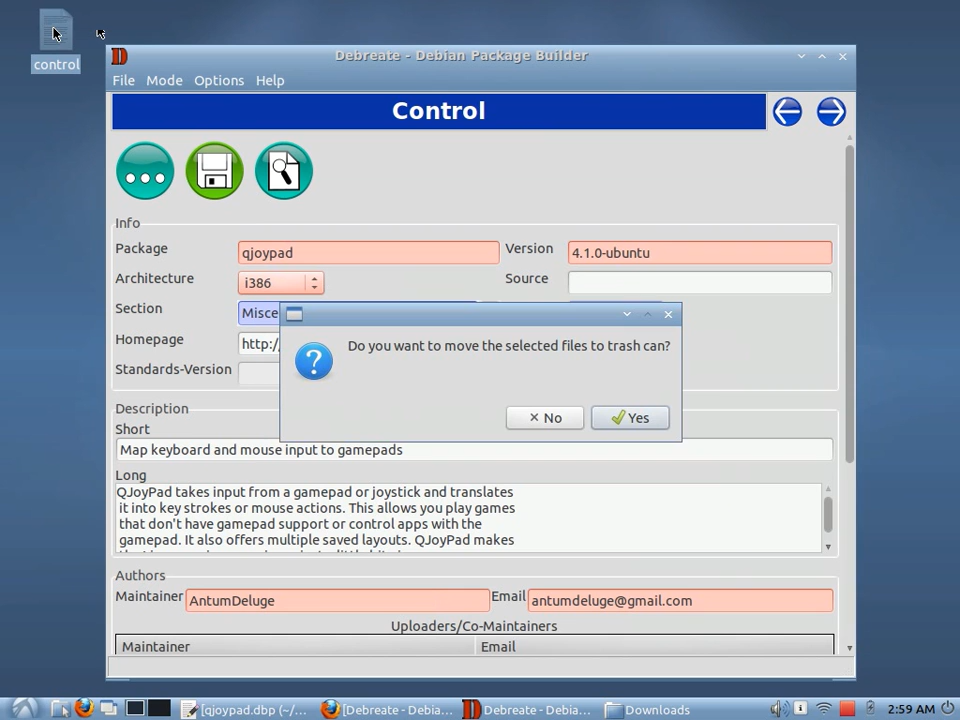 control
Debreate - Debian Package Builder
File Mode Options Help
Control
Info
Package qjoypad Version 4.1.0-ubuntu
Architecture i386 Source
Section Misce
Homepage http:/
Standards-Version
Do you want to move the selected files to trash can?
No Yes
Description
Short
Map keyboard and mouse input to gamepads
Long
QJoyPad takes input from a gamepad or joystick and translates
it into key strokes or mouse actions. This allows you play games
that don't have gamepad support or control apps with the
gamepad. It also offers multiple saved layouts. QJoyPad makes
Authors
Maintainer AntumDeluge Email antumdeluge@gmail.com
Uploaders/Co-Maintainers
Maintainer Email
[qjoypad.dbp (~/... [Debreate - Debia... Debreate - Debia... Downloads 2:59 AM